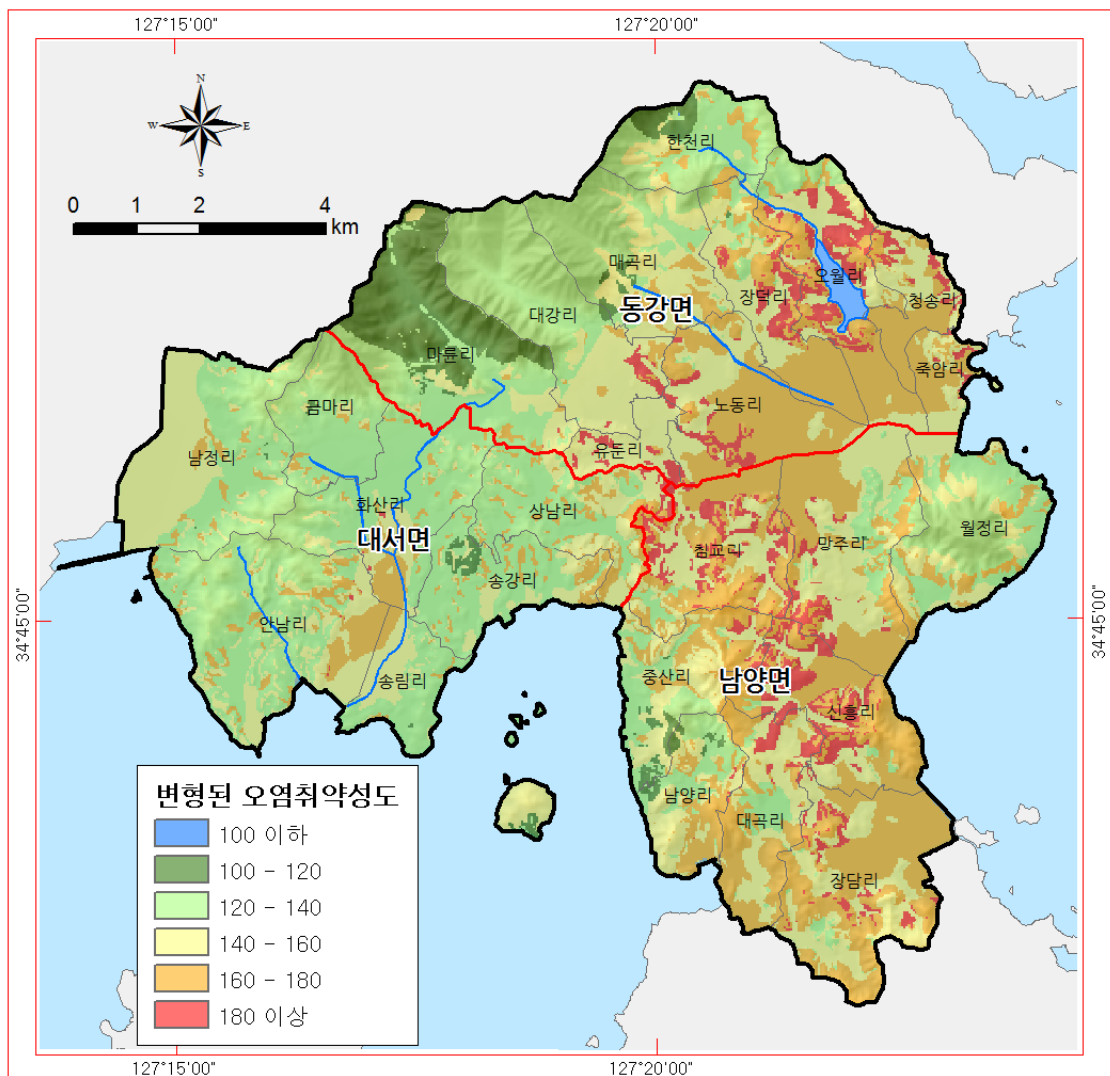 127°15'00"
127°20'00"
N
W
E
S
0
1
2
4
km
한천리
매곡리
오월리
장덕리
청송리
대강리
동강면
마륜리
죽암리
노동리
금마리
유둔리
남정리
화산리
상남리
월정리
대서면
침교리
망주리
송강리
34°45'00"
34°45'00"
안남리
송림리
중산리
남양면
신흥리
남양리
대곡리
장담리
변형된 오염취약성도
100 이하
100 - 120
120 - 140
140 - 160
160 - 180
180 이상
127°15'00"
127°20'00"